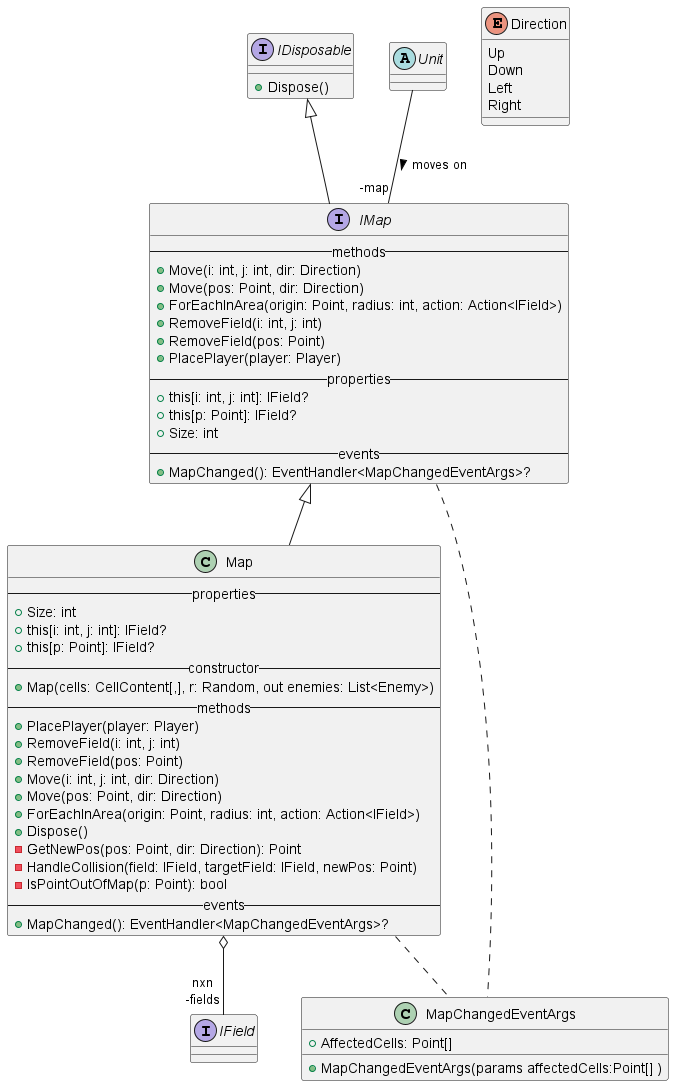 I IDisposable
Dispose()
A Unit
E Direction
Up
Down
Left
Right
moves on
-map
I IMap
methods
Move(i: int, j: int, dir: Direction)
Move(pos: Point, dir: Direction)
ForEachInArea(origin: Point, radius: int, action: Action<IField>)
RemoveField(i: int, j: int)
RemoveField(pos: Point)
PlacePlayer(player: Player)
properties
this[i: int, j: int]: IField?
this[p: Point]: IField?
Size: int
events
MapChanged(): EventHandler<MapChangedEventArgs>?
C Map
properties
Size: int
this[i: int, j: int]: IField?
this[p: Point]: IField?
constructor
Map(cells: CellContent[,], r: Random, out enemies: List<Enemy>)
methods
PlacePlayer(player: Player)
RemoveField(i: int, j: int)
RemoveField(pos: Point)
Move(i: int, j: int, dir: Direction)
Move(pos: Point, dir: Direction)
ForEachInArea(origin: Point, radius: int, action: Action<IField>)
Dispose()
GetNewPos(pos: Point, dir: Direction): Point
HandleCollision(field: IField, targetField: IField, newPos: Point)
IsPointOutOfMap(p: Point): bool
events
MapChanged(): EventHandler<MapChangedEventArgs>?
nxn
-fields
I IField
C MapChangedEventArgs
AffectedCells: Point[]
MapChangedEventArgs(params affectedCells:Point[] )